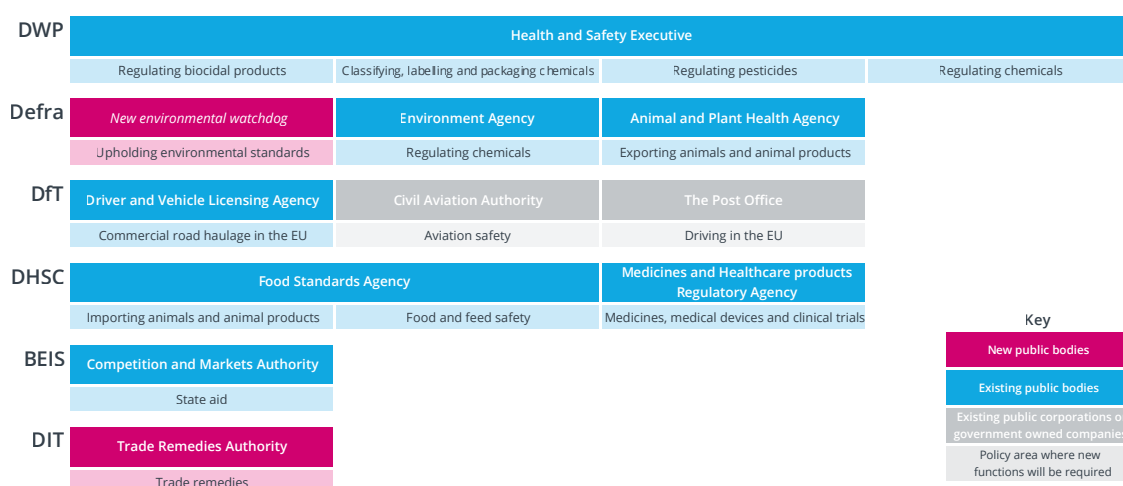 DWP
Health and Safety Executive
Regulating biocidal products
Classifying, labelling and packaging chemicals
Regulating pesticides
Regulating chemicals
Defra
New environmental watchdog
Environment Agency
Animal and Plant Health Agency
Upholding environmental standards
Regulating chemicals
Exporting animals and animal products
DfT
Driver and Vehicle Licensing Agency
Civil Aviation Authority
The Post Office
Commercial road haulage in the EU
Aviation safety
Driving in the EU
DHSC
Food Standards Agency
Medicines and Healthcare products
Regulatory Agency
Importing animals and animal products
Food and feed safety
Medicines, medical devices and clinical trials
BEIS
Competition and Markets Authority
State aid
DIT
Trade Remedies Authority
Trade remedies
Key
New public bodies
Existing public bodies
Existing public corporations o
government owned companies
Policy area where new
functions will be required